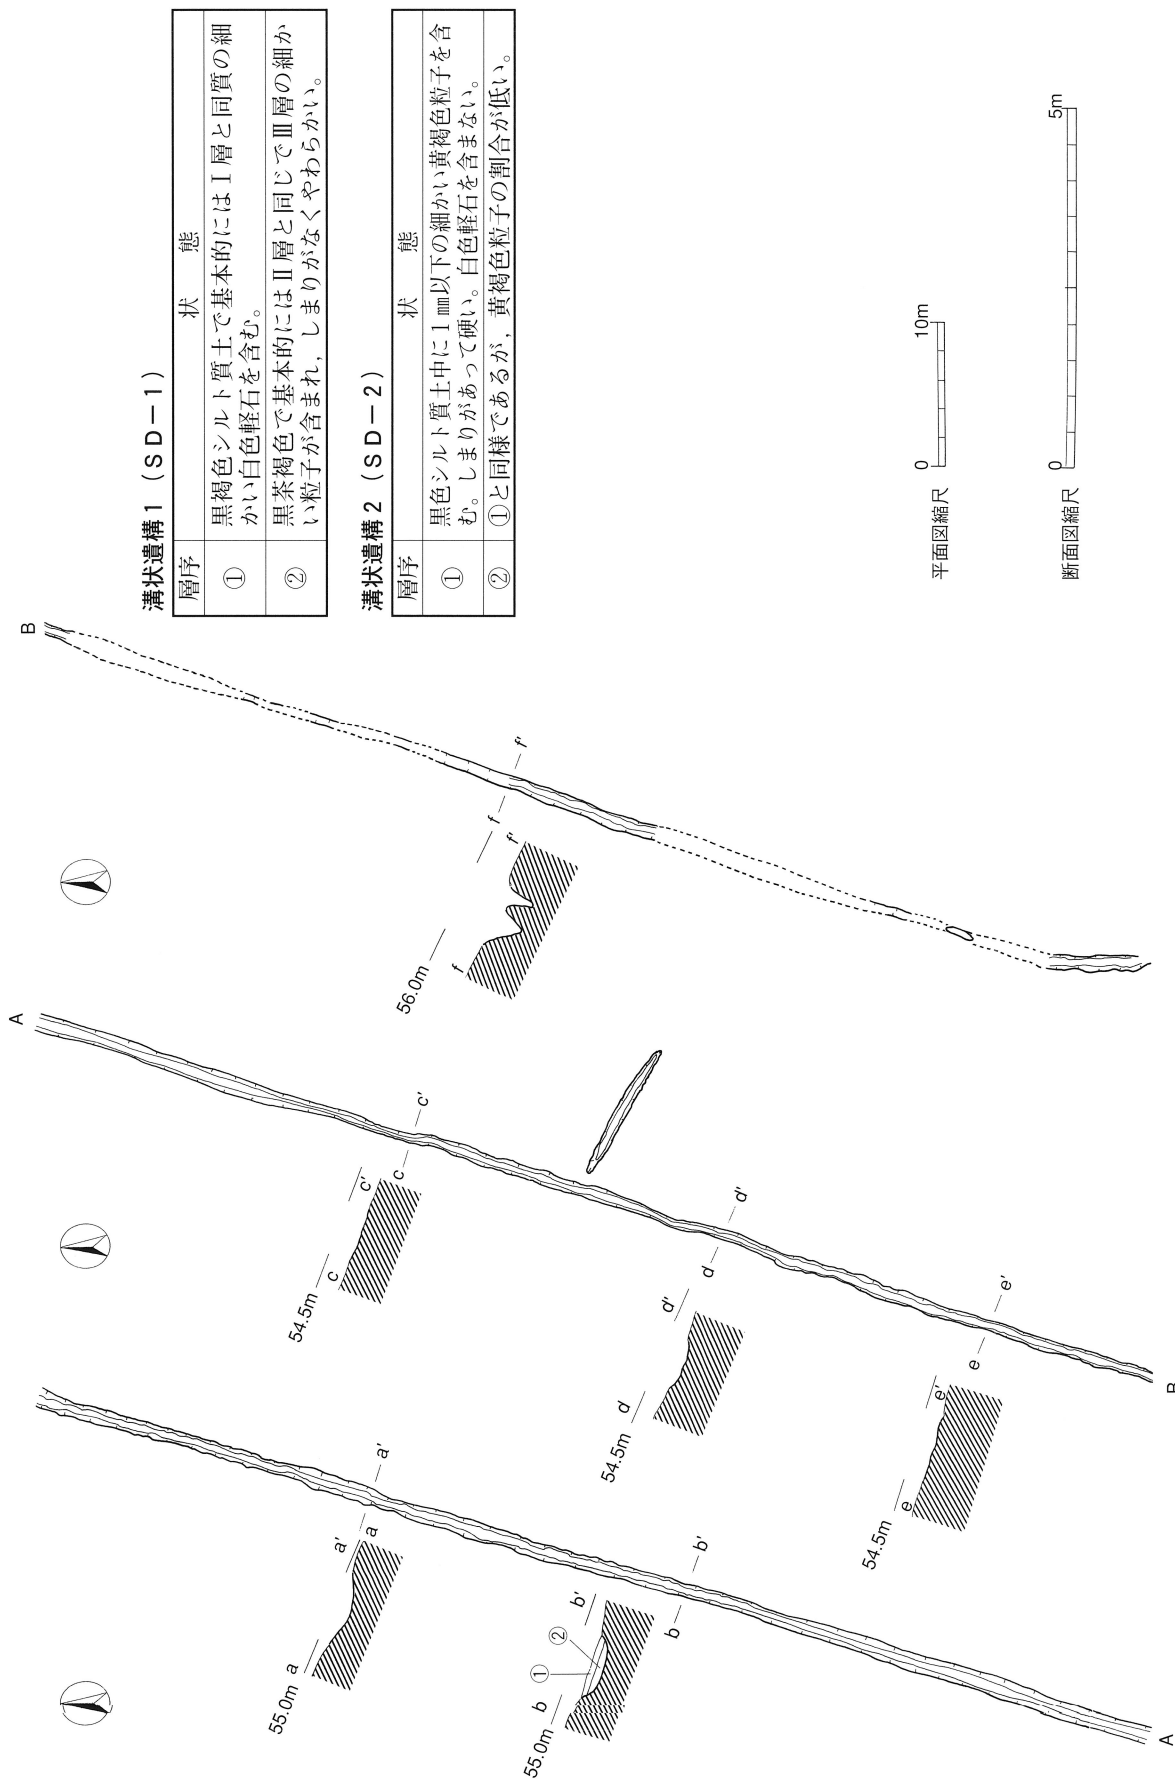 溝状遺構1（SD－1）
層序 状態
① 黒褐色シルト質土で基本的にはⅠ層と同質の細
かい白色軽石を含む。
② 黒茶褐色で基本的にはⅡ層と同じでⅢ層の細か
い粒子が含まれ，しまりがなくやわらかい。
溝状遺構2（SD－2）
層序 状態
① 黒色シルト質土中に1㎜以下の細かい黄褐色粒子を含
む。しまりがあって硬い。白色軽石を含まない。
② ①と同様であるが，黄褐色粒子の割合が低い。
平面図縮尺
0 10m
断面図縮尺
0 5m
B
f f'
56.0m
f f'
A
c c'
54.5m
c c'
d d'
54.5m
d d'
e e'
54.5m
e e'
B
a a'
55.0m
a a'
b b'
55.0m
b b'
① ②
A